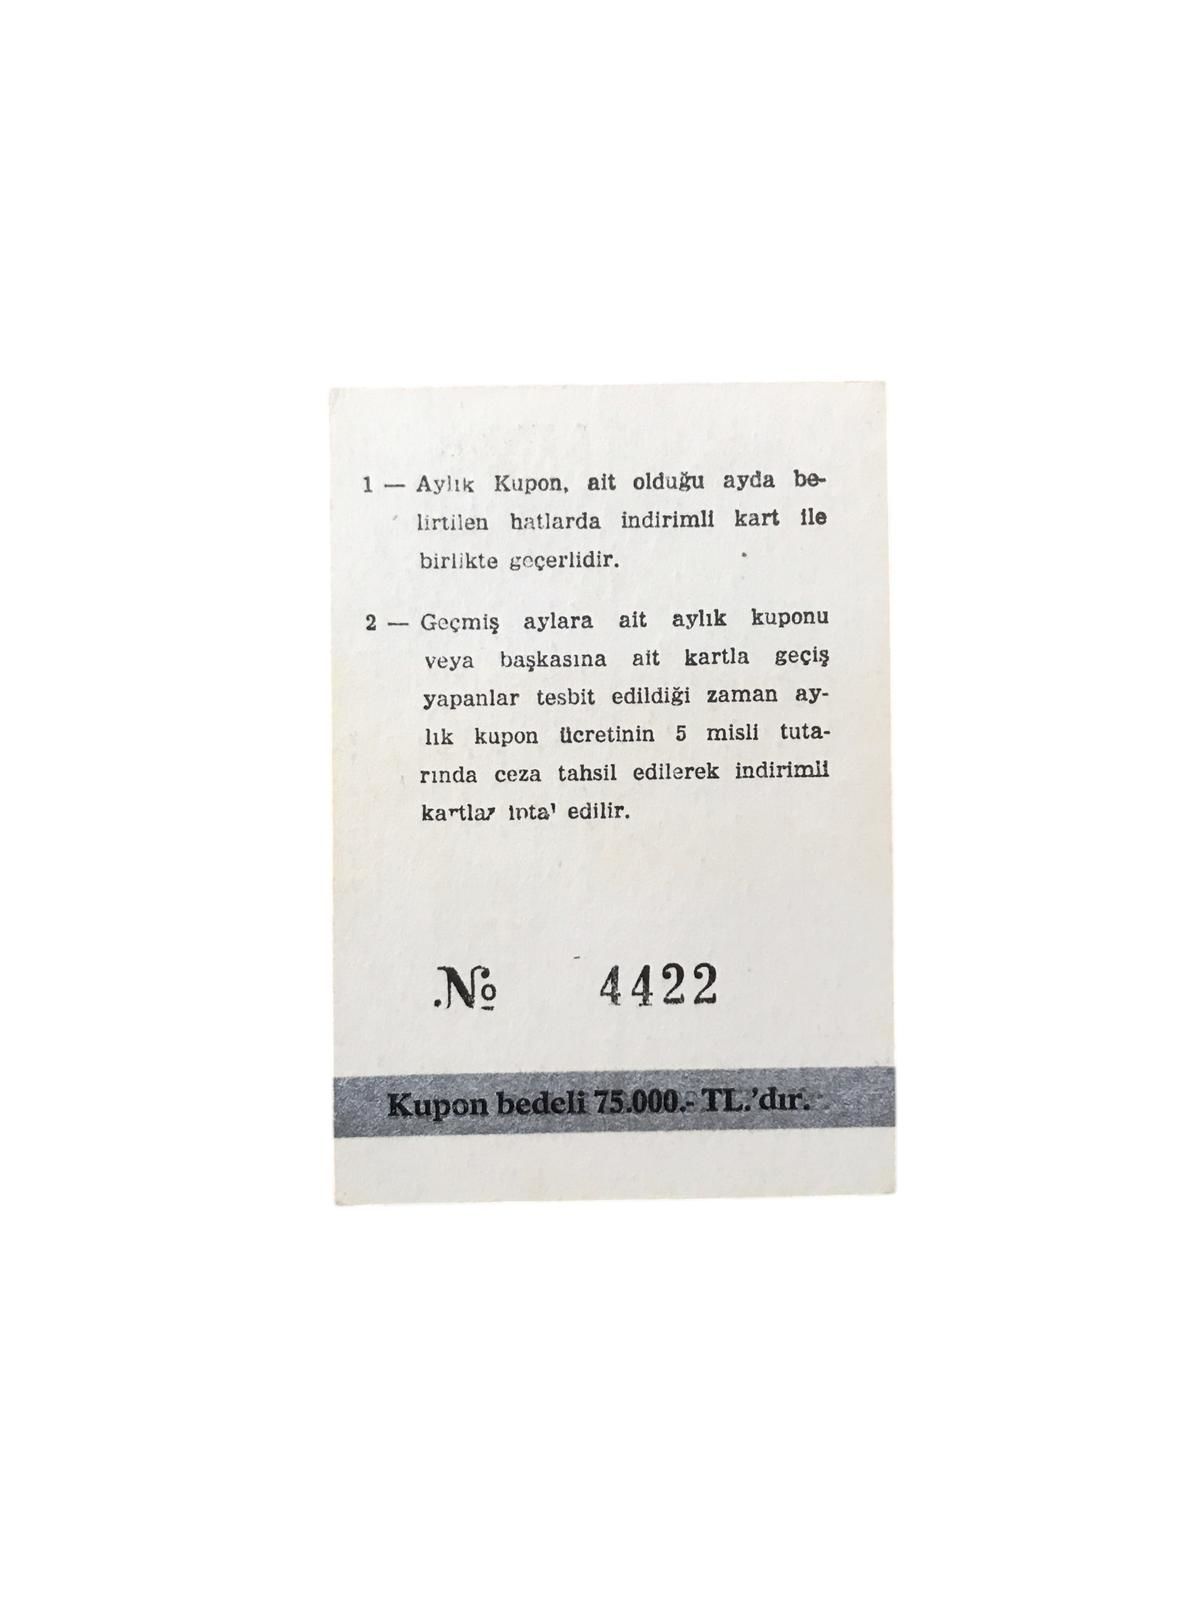 1 — Aylık Kupon, ait olduğu ayda be-
lirtilen hatlarda indirimli kart ile
birlikte geçerlidir.
2 — Geçmiş aylara ait aylık kuponu
veya başkasına ait kartla geçiş
yapanlar tesbit edildiği zaman ay-
lık kupon ücretinin 5 misli tuta-
rında ceza tahsil edilerek indirimli
kartlar iptal edilir.
№ 4422
Kupon bedeli 75.000.- TL.'dır.